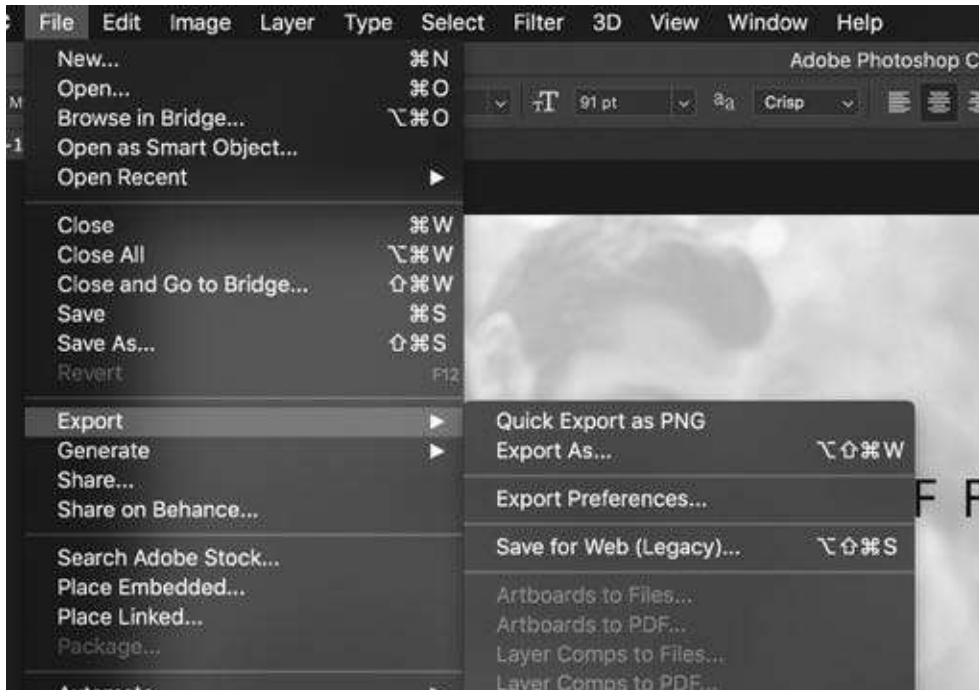 File Edit Image Layer Type Select Filter 3D View Window Help
Adobe Photoshop C
M
91 pt
aa
Crisp
-1
New... ⌘N
Open... ⌘O
Browse in Bridge... ⌥⌘O
Open as Smart Object...
Open Recent ▶
Close ⌘W
Close All ⌥⌘W
Close and Go to Bridge... ⇧⌘W
Save ⌘S
Save As... ⇧⌘S
Revert F12
Export ▶
Generate ▶
Share...
Share on Behance...
Search Adobe Stock...
Place Embedded...
Place Linked...
Package...
Automate ▶
Quick Export as PNG
Export As... ⌥⇧⌘W
Export Preferences...
Save for Web (Legacy)... ⌥⇧⌘S
Artboards to Files...
Artboards to PDF...
Layer Comps to Files...
Layer Comps to PDF...
F F